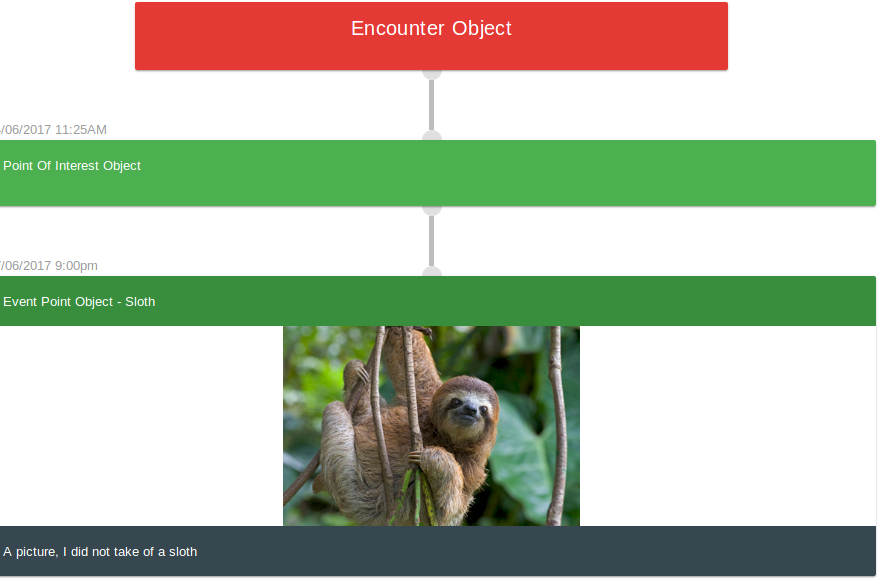 Encounter Object
/06/2017 11:25AM
Point Of Interest Object
/06/2017 9:00pm
Event Point Object - Sloth
A picture, I did not take of a sloth